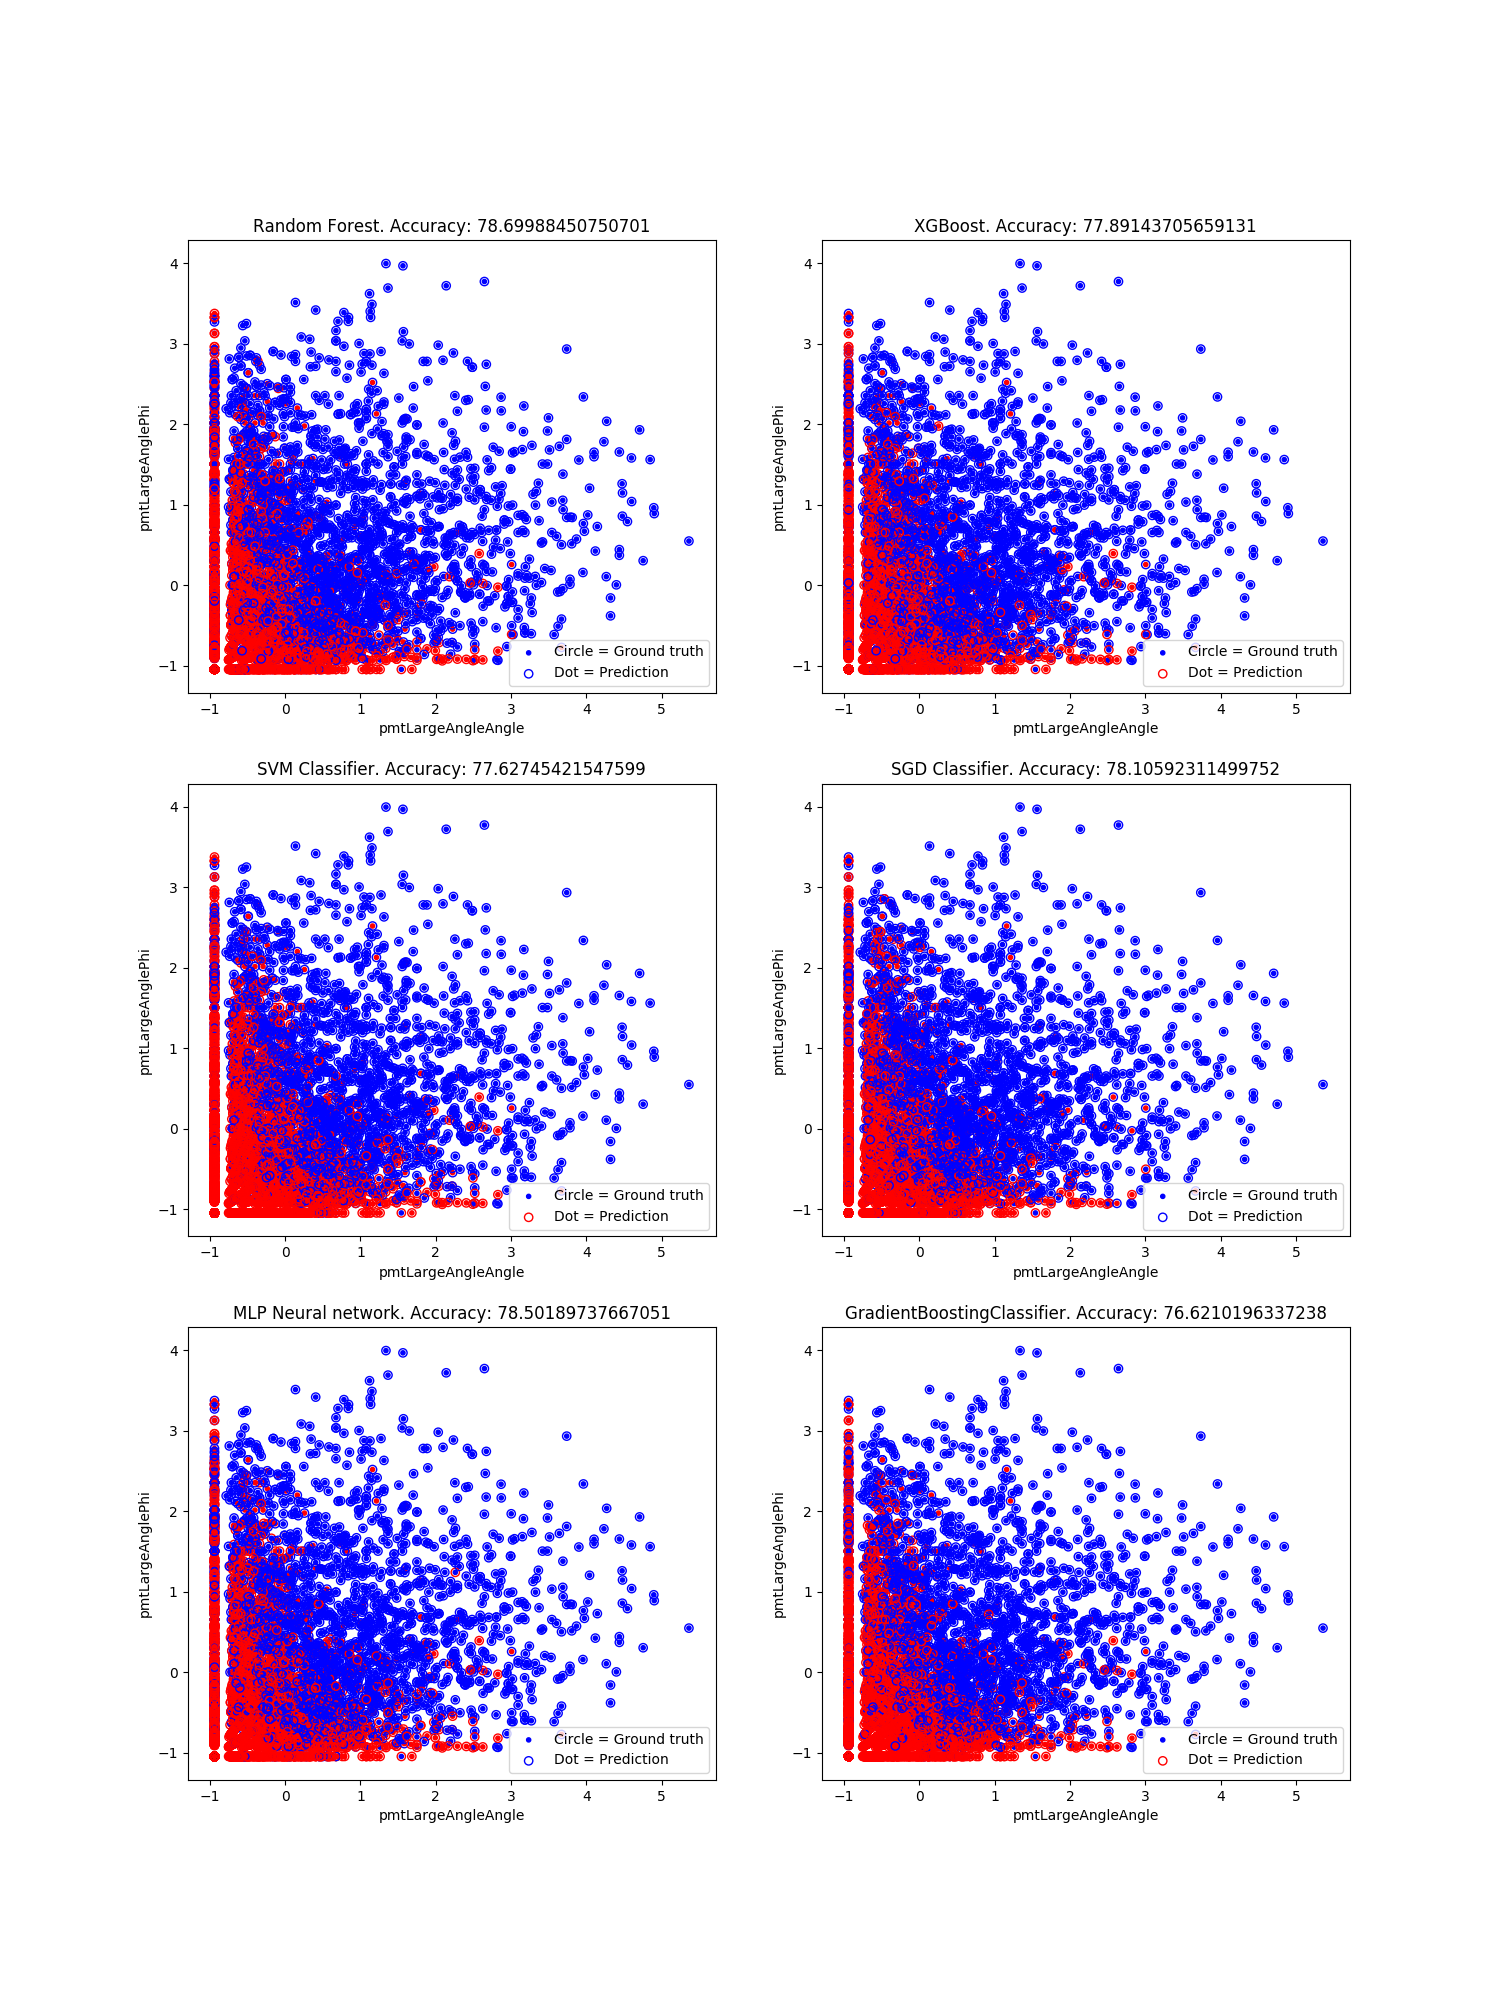 Random Forest. Accuracy: 78.69988450750701
4
3
2
1
0
−1
pmtLargeAnglePhi
Circle = Ground truth
Dot = Prediction
−1 0 1 2 3 4 5
pmtLargeAngleAngle
XGBoost. Accuracy: 77.89143705659131
4
3
2
1
0
−1
pmtLargeAnglePhi
Circle = Ground truth
Dot = Prediction
−1 0 1 2 3 4 5
pmtLargeAngleAngle
SVM Classifier. Accuracy: 77.62745421547599
4
3
2
1
0
−1
pmtLargeAnglePhi
Circle = Ground truth
Dot = Prediction
−1 0 1 2 3 4 5
pmtLargeAngleAngle
SGD Classifier. Accuracy: 78.10592311499752
4
3
2
1
0
−1
pmtLargeAnglePhi
Circle = Ground truth
Dot = Prediction
−1 0 1 2 3 4 5
pmtLargeAngleAngle
MLP Neural network. Accuracy: 78.50189737667051
4
3
2
1
0
−1
pmtLargeAnglePhi
Circle = Ground truth
Dot = Prediction
−1 0 1 2 3 4 5
pmtLargeAngleAngle
GradientBoostingClassifier. Accuracy: 76.6210196337238
4
3
2
1
0
−1
pmtLargeAnglePhi
Circle = Ground truth
Dot = Prediction
−1 0 1 2 3 4 5
pmtLargeAngleAngle